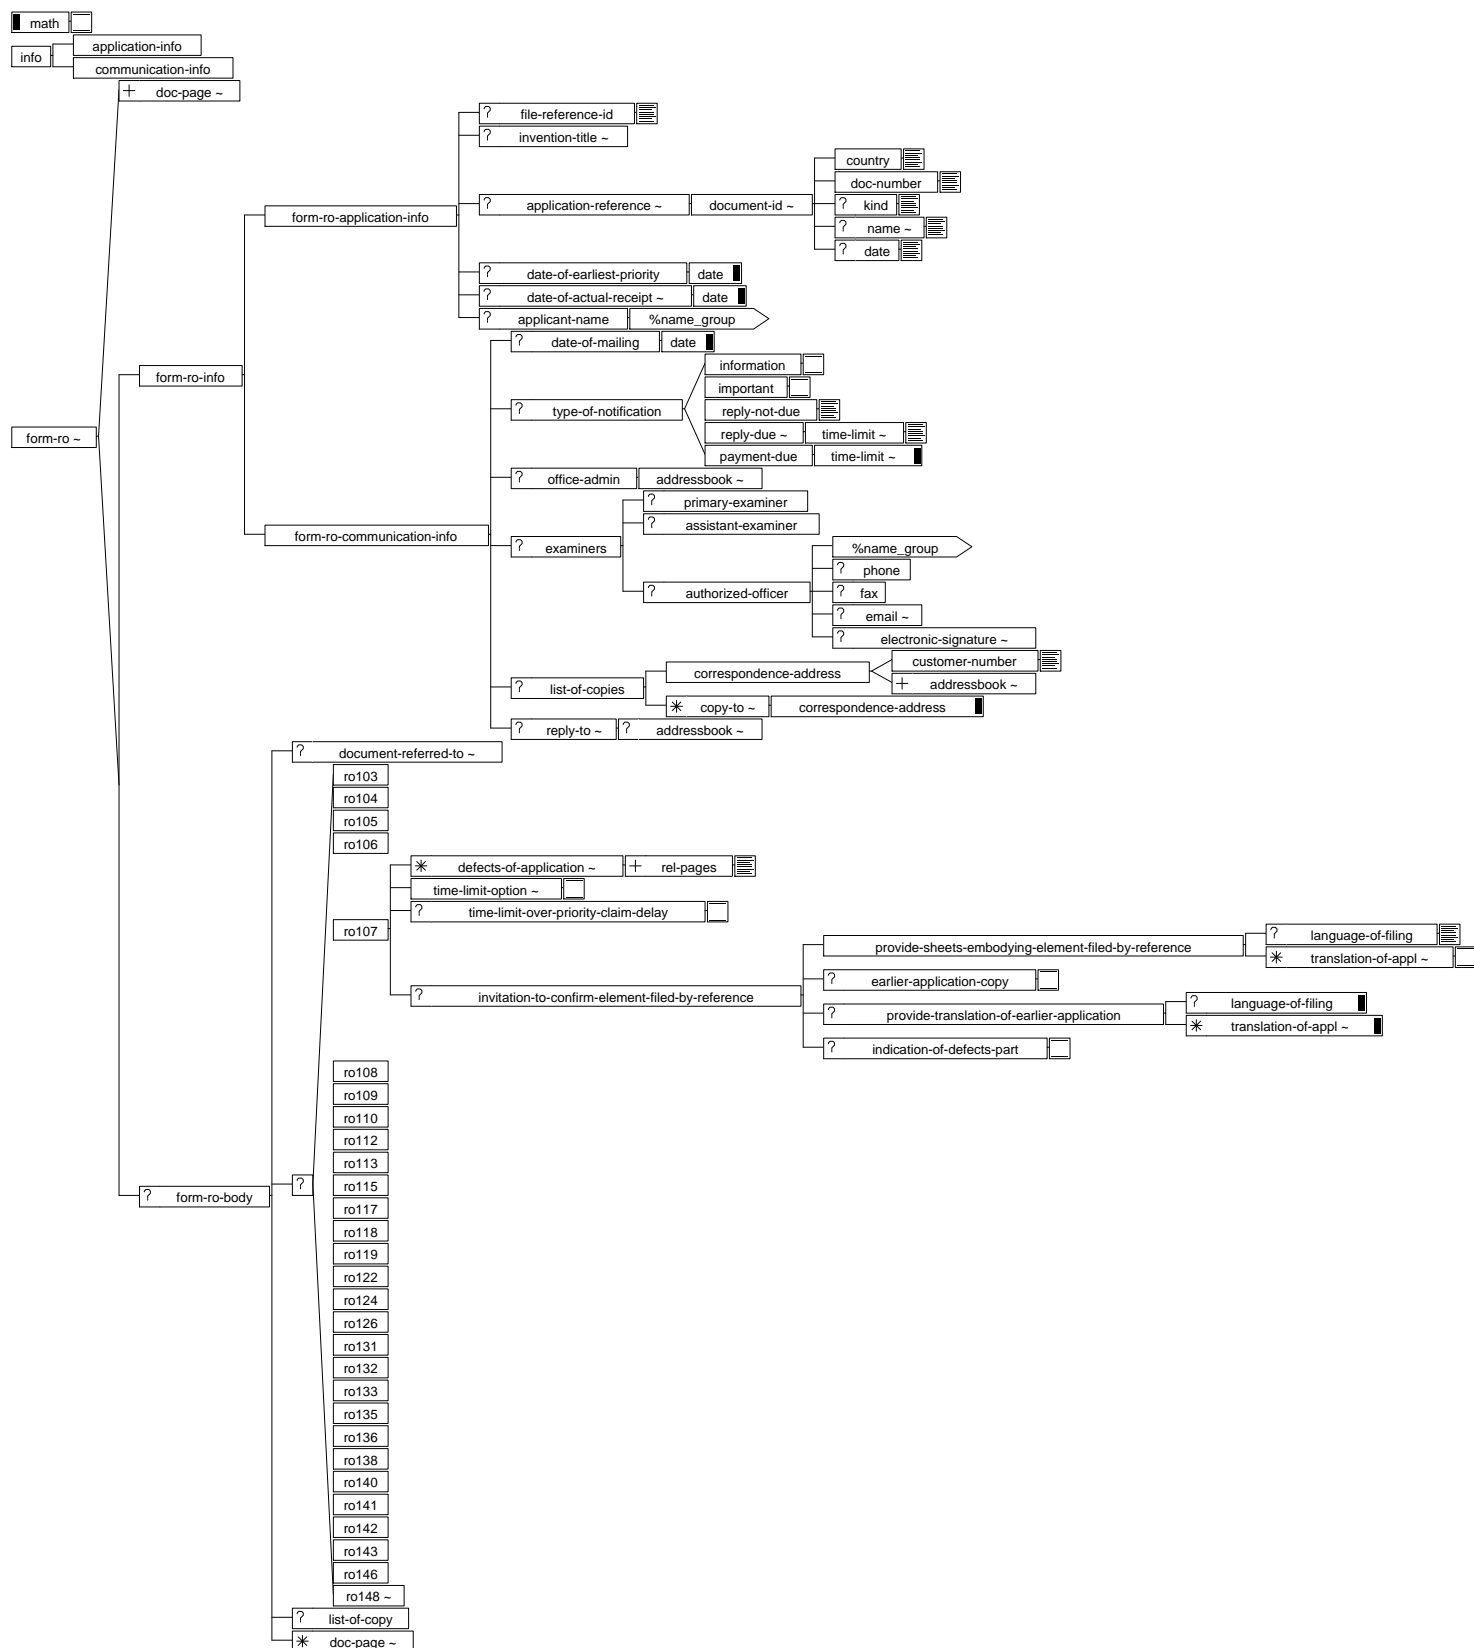 math
application-info
info
communication-info
+ doc-page ~
? file-reference-id
? invention-title ~
country
doc-number
? application-reference ~ document-id ~ ? kind
form-ro-application-info
? name ~
? date
? date-of-earliest-priority date
? date-of-actual-receipt ~ date
? applicant-name %name_group
? date-of-mailing date
information
form-ro-info
important
? type-of-notification reply-not-due
reply-due ~ time-limit ~
form-ro ~
payment-due time-limit ~
? office-admin addressbook ~
? primary-examiner
? assistant-examiner
form-ro-communication-info
? examiners %name_group
? phone
? authorized-officer ? fax
? email ~
? electronic-signature ~
customer-number
correspondence-address
+ addressbook ~
? list-of-copies
* copy-to ~ correspondence-address
? reply-to ~ ? addressbook ~
? document-referred-to ~
ro103
ro104
ro105
ro106
* defects-of-application ~ + rel-pages
time-limit-option ~
? time-limit-over-priority-claim-delay
ro107
? language-of-filing
provide-sheets-embodying-element-filed-by-reference
* translation-of-appl ~
? earlier-application-copy
? invitation-to-confirm-element-filed-by-reference
? language-of-filing
? provide-translation-of-earlier-application
* translation-of-appl ~
? indication-of-defects-part
ro108
ro109
ro110
ro112
ro113
? ro115
? form-ro-body
ro117
ro118
ro119
ro122
ro124
ro126
ro131
ro132
ro133
ro135
ro136
ro138
ro140
ro141
ro142
ro143
ro146
ro148 ~
? list-of-copy
* doc-page ~